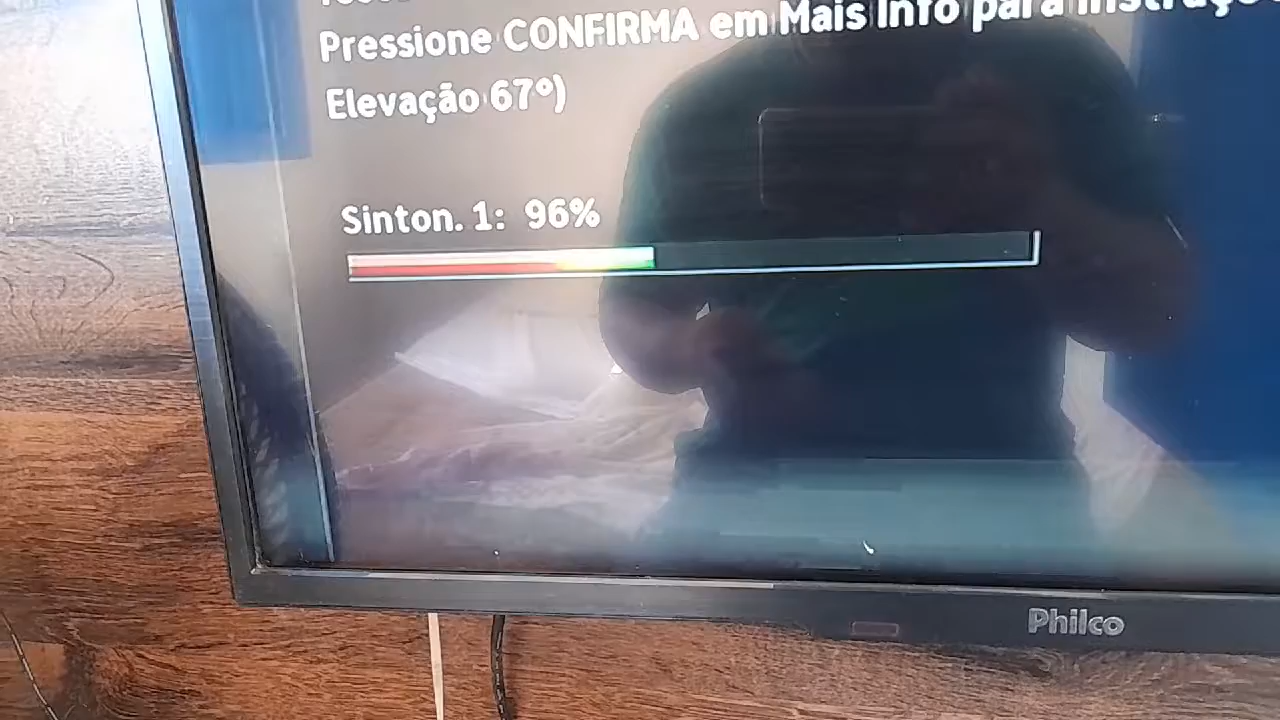 Pressione CONFIRMA em Mais Info para
Elevação 67°)
Sinton. 1: 96%
Philco